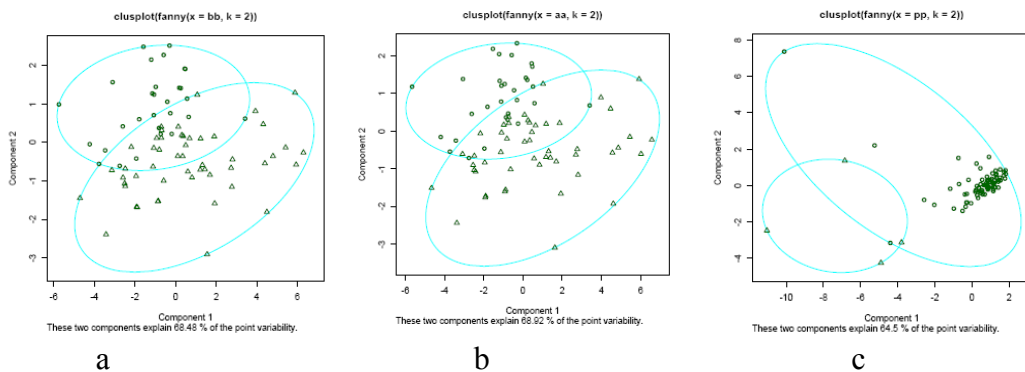 clusplot(fanny(x = bb, k = 2))
Component 2
2
1
0
-1
-2
-3
-6 -4 -2 0 2 4 6
Component 1
These two components explain 68.48 % of the point variability.
a
clusplot(fanny(x = aa, k = 2))
Component 2
2
1
0
-1
-2
-3
-6 -4 -2 0 2 4 6
Component 1
These two components explain 68.92 % of the point variability.
b
clusplot(fanny(x = pp, k = 2))
Component 2
8
6
4
2
0
-2
-4
-10 -8 -6 -4 -2 0 2
Component 1
These two components explain 64.5 % of the point variability.
c